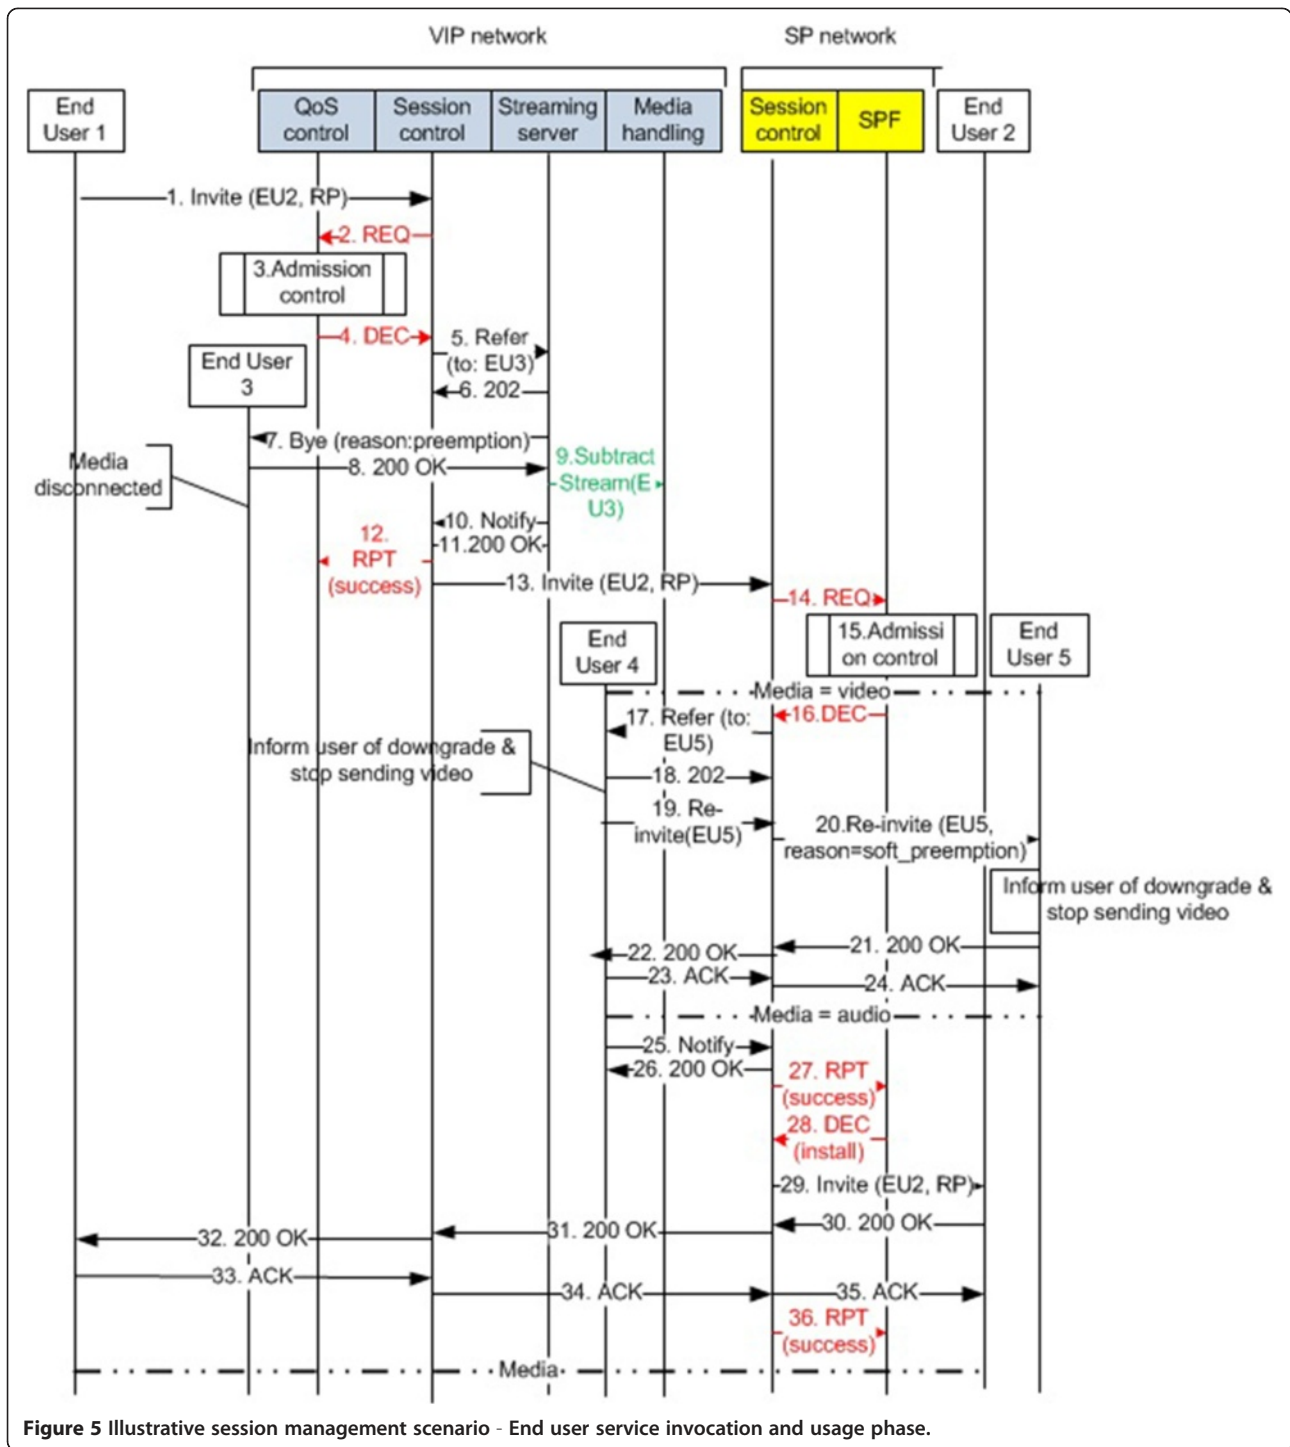 VIP network
SP network
End
User 1
QoS
control
Session
control
Streaming
server
Media
handling
Session
control
SPF
End
User 2
1. Invite (EU2, RP)
2. REQ
3.Admission
control
4. DEC
5. Refer
(to: EU3)
End User
3
6. 202
7. Bye (reason:preemption)
8. 200 OK
Media
disconnected
9.Subtract
Stream(E
U3)
10. Notify
11.200 OK
12.
RPT
(success)
13. Invite (EU2, RP)
14. REQ
End
User 4
15.Admissi
on control
End
User 5
Media = video
16.DEC
17. Refer (to:
EU5)
Inform user of downgrade &
stop sending video
18. 202
19. Re-
invite(EU5)
20.Re-invite (EU5,
reason=soft_preemption)
Inform user of downgrade &
stop sending video
21. 200 OK
22. 200 OK
23. ACK
24. ACK
Media = audio
25. Notify
26. 200 OK
27. RPT
(success)
28. DEC
(install)
29. Invite (EU2, RP)
30. 200 OK
31. 200 OK
32. 200 OK
33. ACK
34. ACK
35. ACK
36. RPT
(success)
Media
Figure 5 Illustrative session management scenario - End user service invocation and usage phase.